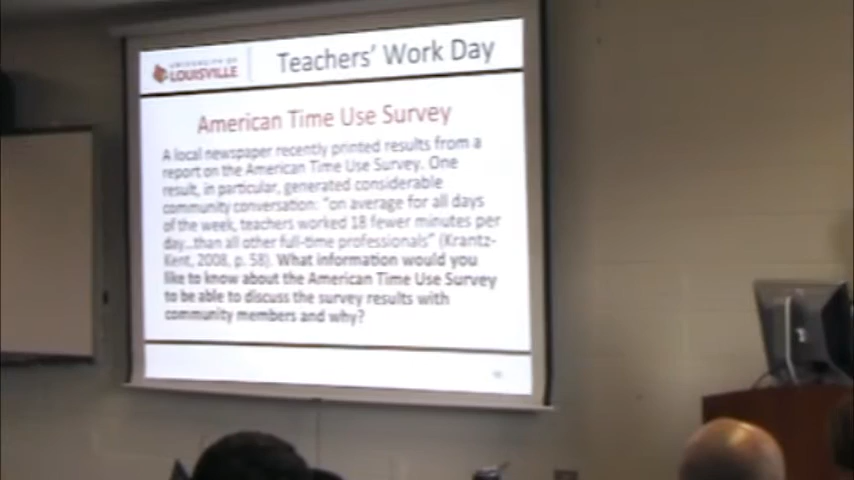 UNIVERSITY OF
LOUISVILLE
Teachers' Work Day
American Time Use Survey
A local newspaper recently printed results from a
report on the American Time Use Survey. One
result, in particular, generated considerable
community conversation: "on average for all days
of the week, teachers worked 18 fewer minutes per
day...than all other full-time professionals" (Krantz-
Kent, 2008, p. 58). What information would you
like to know about the American Time Use Survey
to be able to discuss the survey results with
community members and why?